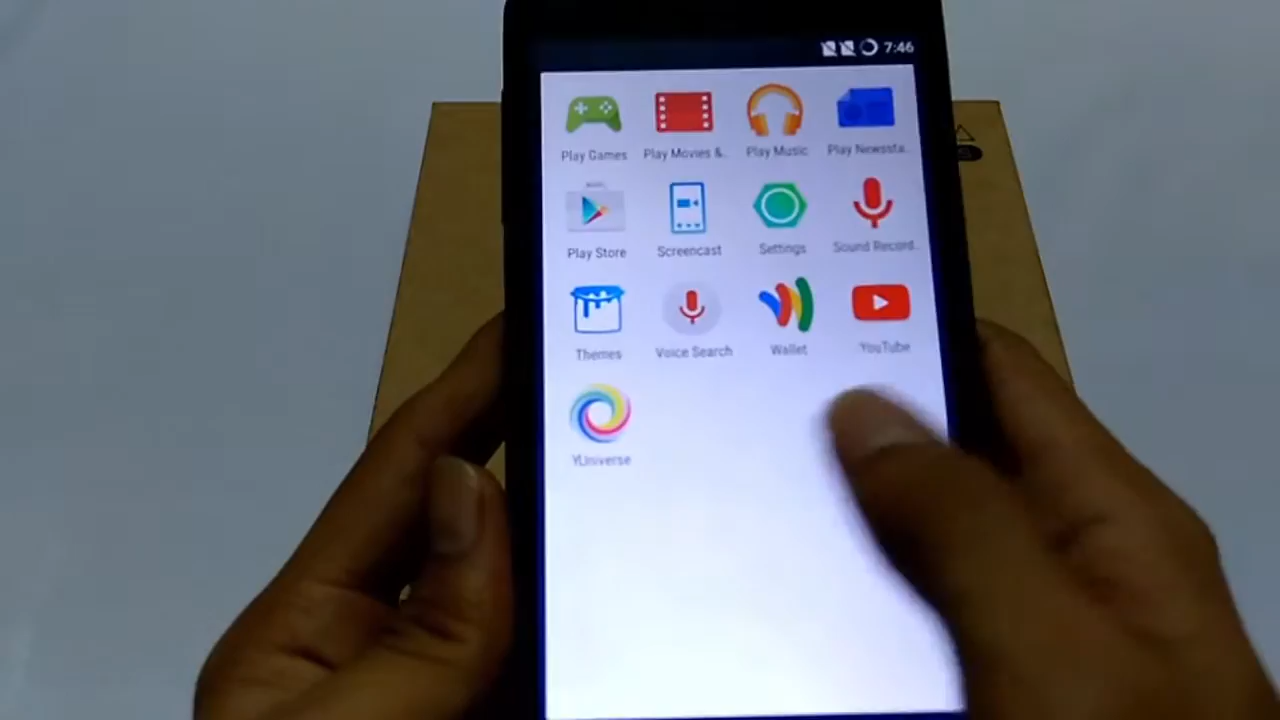 7:46
Play Games Play Movies &.. Play Music Play Newssta..
Play Store Screencast Settings Sound Record..
Themes Voice Search Wallet YouTube
YUniverse